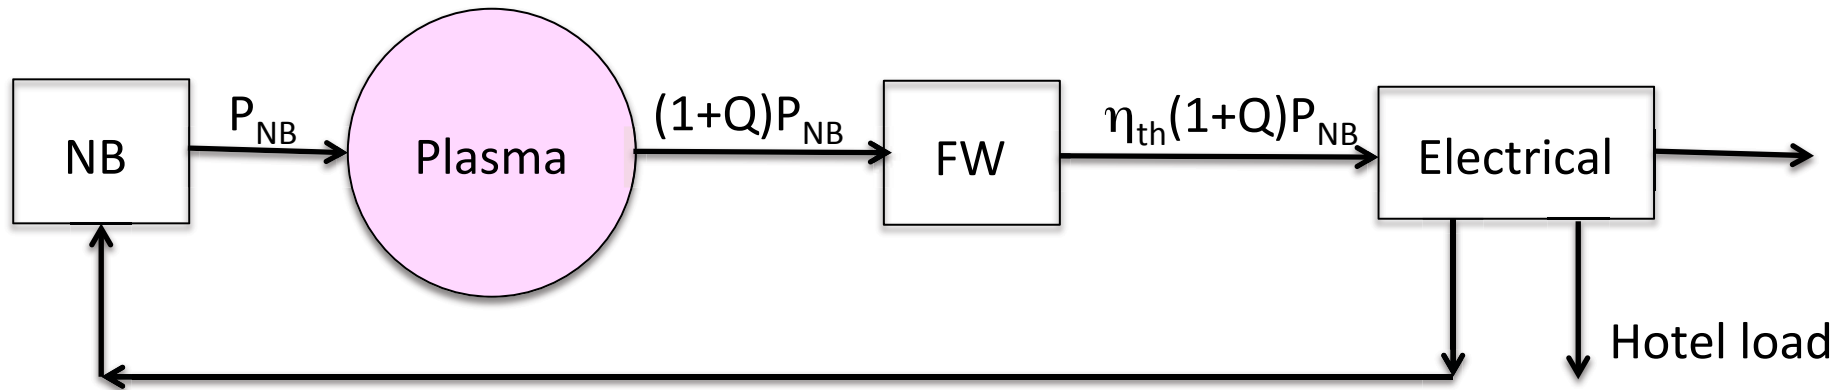 NB
P_NB
Plasma
(1+Q)P_NB
FW
η_th(1+Q)P_NB
Electrical
Hotel load